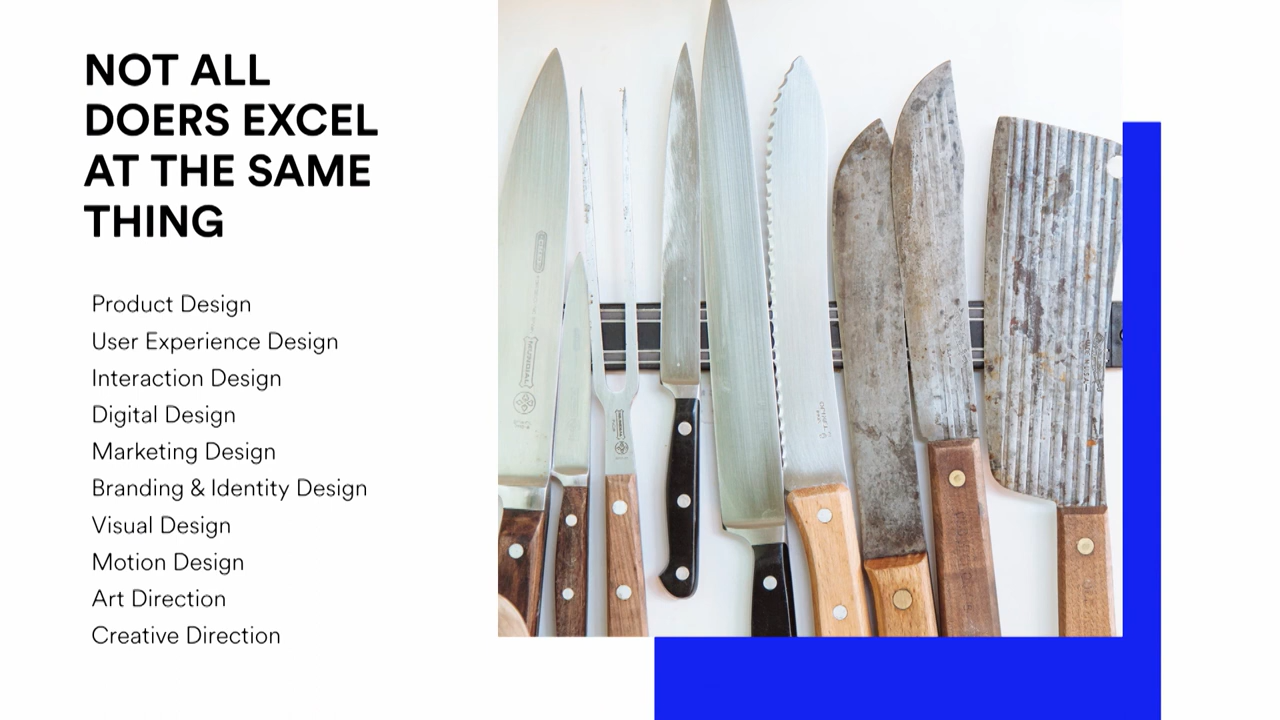 NOT ALL
DOERS EXCEL
AT THE SAME
THING
Product Design
User Experience Design
Interaction Design
Digital Design
Marketing Design
Branding & Identity Design
Visual Design
Motion Design
Art Direction
Creative Direction